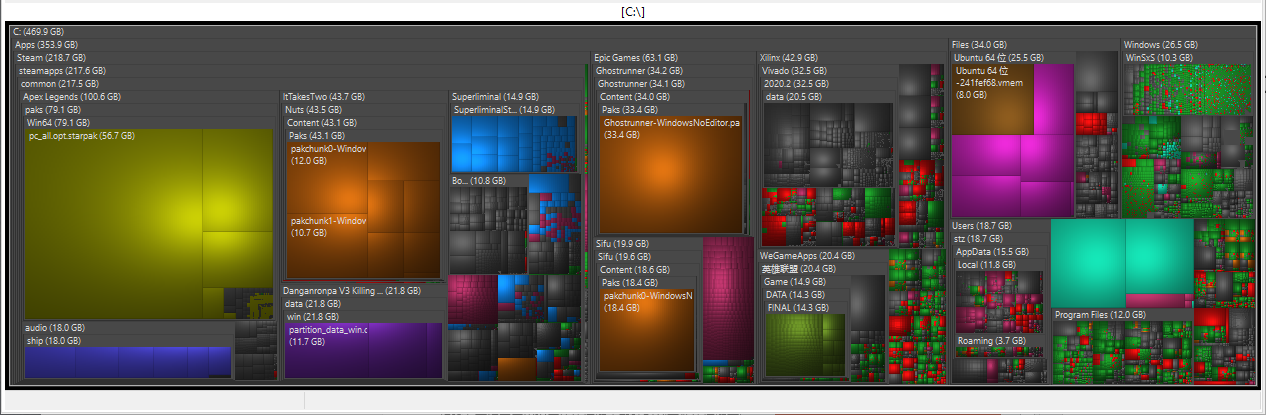 [C:\]
C: (469.9 GB)
Apps (353.9 GB)
Steam (218.7 GB)
steamapps (217.6 GB)
common (217.5 GB)
Apex Legends (100.6 GB)
paks (79.1 GB)
Win64 (79.1 GB)
pc_all.opt.starpak (56.7 GB)
audio (18.0 GB)
ship (18.0 GB)
ItTakesTwo (43.7 GB)
Nuts (43.5 GB)
Content (43.1 GB)
Paks (43.1 GB)
pakchunk0-Window
(12.0 GB)
pakchunk1-Window
(10.7 GB)
Danganronpa V3 Killing ... (21.8 GB)
data (21.8 GB)
win (21.8 GB)
partition_data_win.c
(11.7 GB)
Superliminal (14.9 GB)
SuperliminalSt... (14.9 GB)
Bo... (10.8 GB)
Epic Games (63.1 GB)
Ghostrunner (34.2 GB)
Ghostrunner (34.1 GB)
Content (34.0 GB)
Paks (33.4 GB)
Ghostrunner-WindowsNoEditor.pa
(33.4 GB)
Sifu (19.9 GB)
Sifu (19.6 GB)
Content (18.6 GB)
Paks (18.4 GB)
pakchunk0-WindowsN
(18.4 GB)
Xilinx (42.9 GB)
Vivado (32.5 GB)
2020.2 (32.5 GB)
data (20.5 GB)
WeGameApps (20.4 GB)
英雄联盟 (20.4 GB)
Game (14.9 GB)
DATA (14.3 GB)
FINAL (14.3 GB)
Files (34.0 GB)
Ubuntu 64 位 (25.5 GB)
Ubuntu 64 位
-241fef68.vmem
(8.0 GB)
Windows (26.5 GB)
WinSxS (10.3 GB)
Users (18.7 GB)
stz (18.7 GB)
AppData (15.5 GB)
Local (11.8 GB)
Roaming (3.7 GB)
Program Files (12.0 GB)